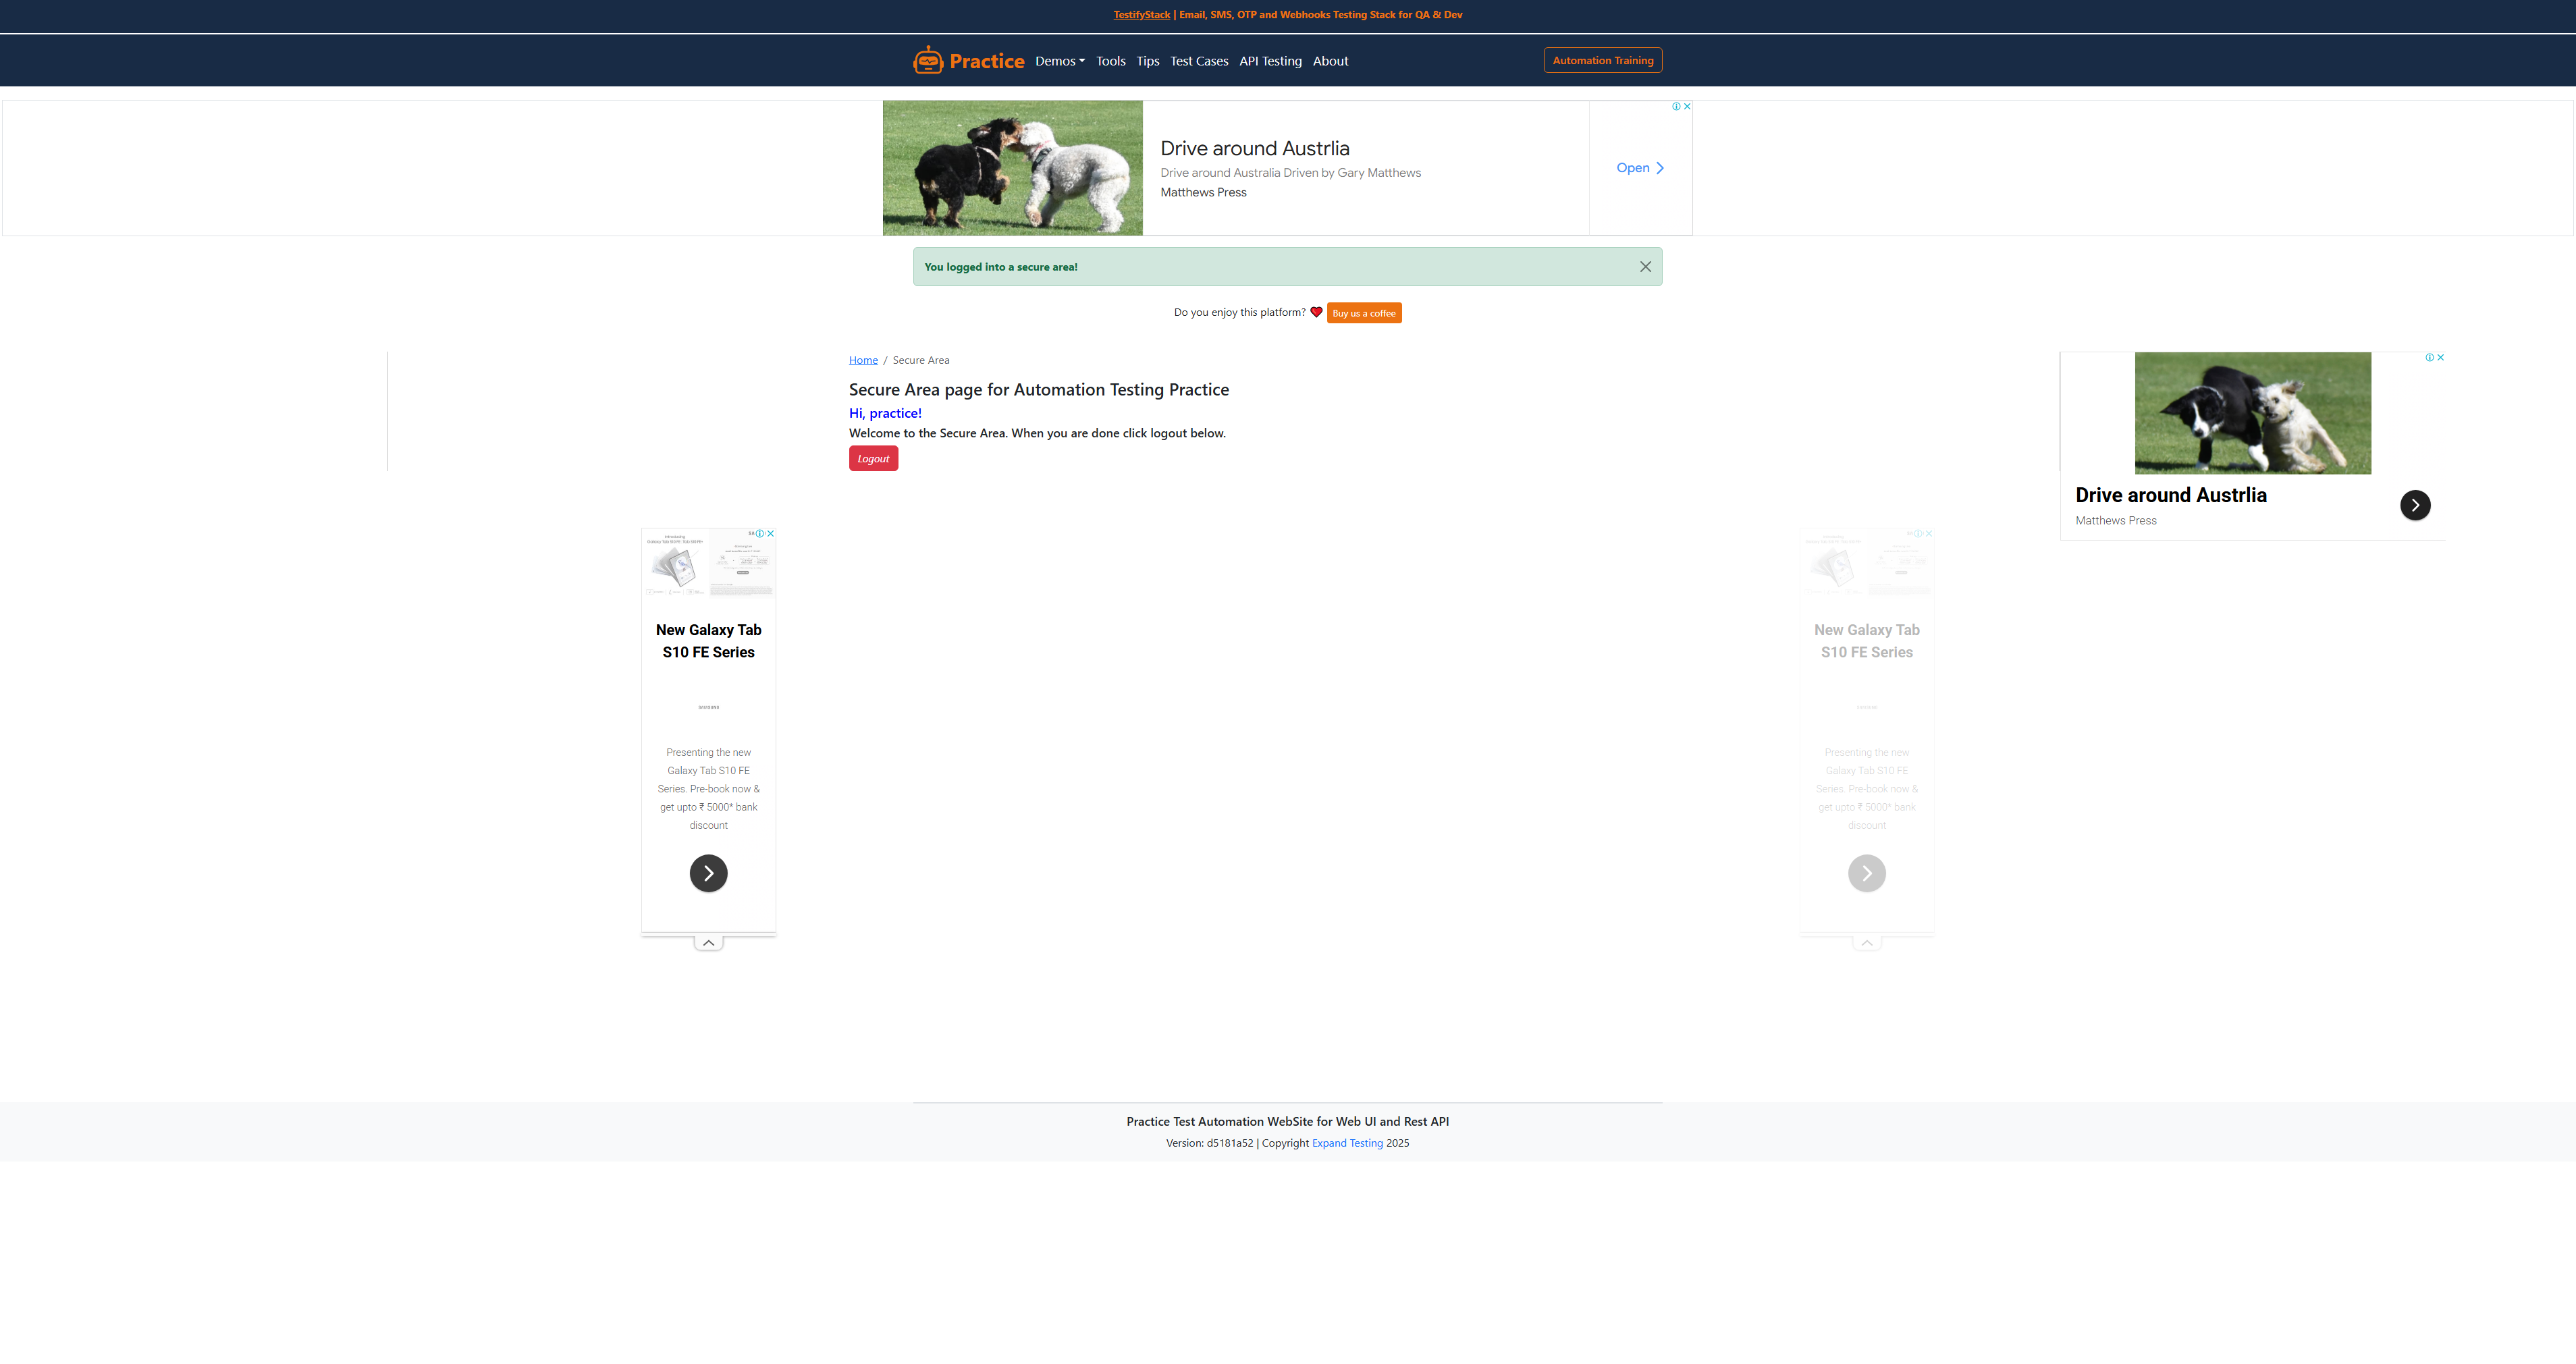 TestifyStack | Email, SMS, OTP and Webhooks Testing Stack for QA & Dev
Practice
Demos
Tools
Tips
Test Cases
API Testing
About
Automation Training
Drive around Austrlia
Drive around Australia Driven by Gary Matthews
Matthews Press
Open
You logged into a secure area!
Do you enjoy this platform?
Buy us a coffee
Home / Secure Area
Secure Area page for Automation Testing Practice
Hi, practice!
Welcome to the Secure Area. When you are done click logout below.
Logout
Drive around Austrlia
Matthews Press
New Galaxy Tab
S10 FE Series
SAMSUNG
Presenting the new
Galaxy Tab S10 FE
Series. Pre-book now &
get upto ₹ 5000* bank
discount
New Galaxy Tab
S10 FE Series
Presenting the new
Galaxy Tab S10 FE
Series. Pre-book now &
get upto ₹ 5000* bank
discount
Practice Test Automation WebSite for Web UI and Rest API
Version: d5181a52 | Copyright Expand Testing 2025